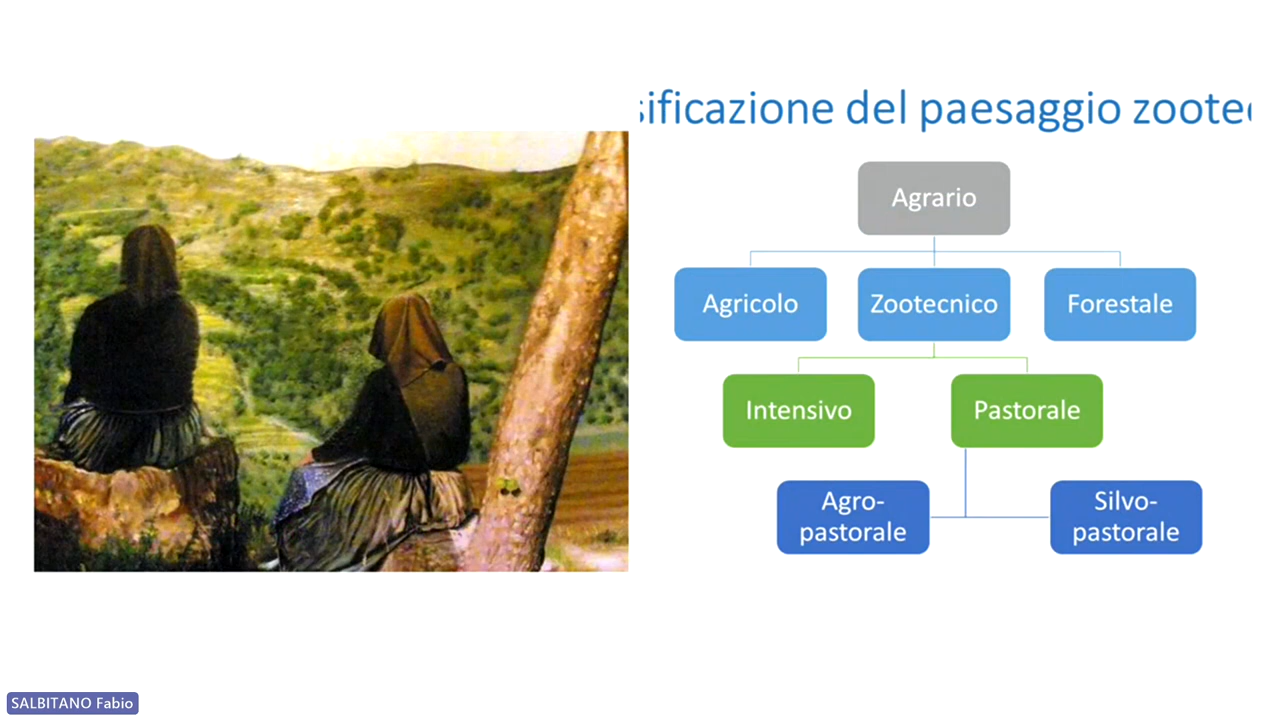 sificazione del paesaggio zoote
Agrario
Agricolo
Zootecnico
Forestale
Intensivo
Pastorale
Agro-
pastorale
Silvo-
pastorale
SALBITANO Fabio